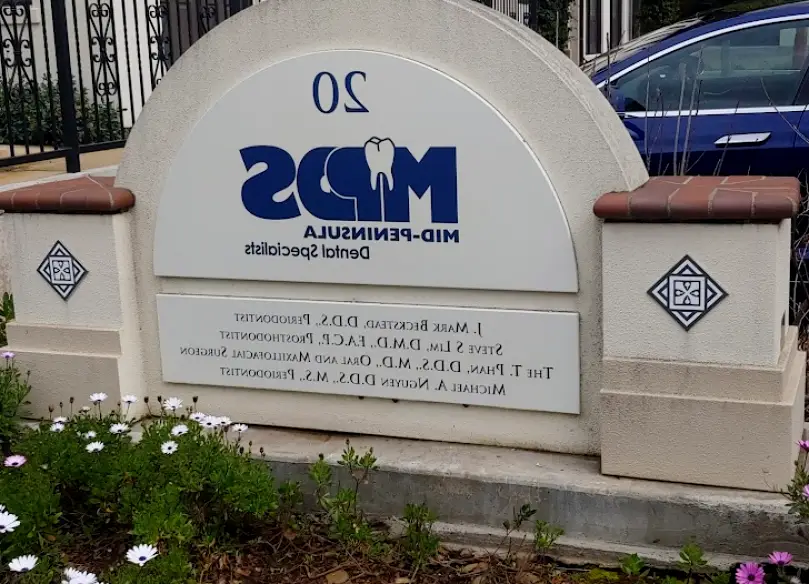 20
MPDS
MID-PENINSULA
Dental Specialists
J. MARK BECKSTEAD, D.D.S., PERIODONTIST
STEVE S LIM, D.M.D., F.A.C.P., PROSTHODONTIST
THE T. PHAN, D.D.S., M.D., ORAL AND MAXILLOFACIAL SURGEON
MICHAEL A. NGUYEN D.D.S., M.S., PERIODONTIST